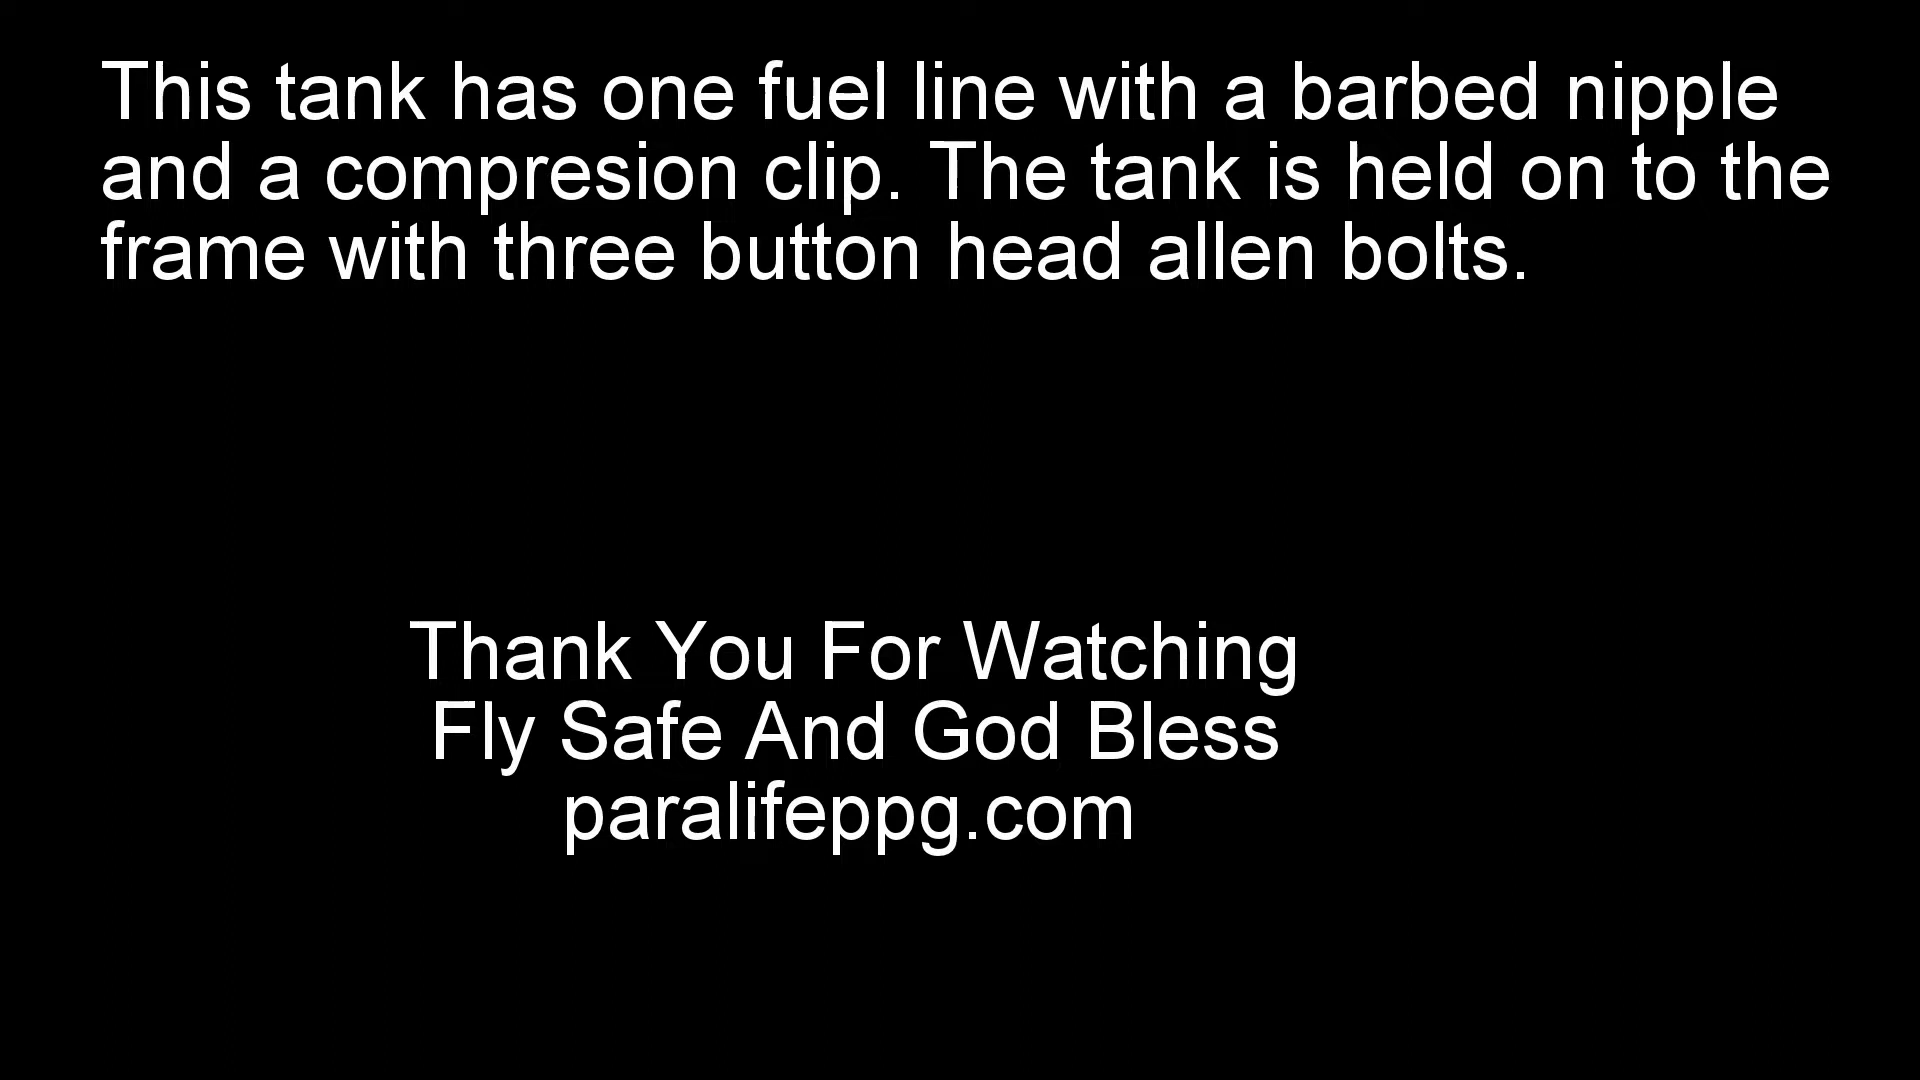 This tank has one fuel line with a barbed nipple
and a compresion clip. The tank is held on to the
frame with three button head allen bolts.
Thank You For Watching
Fly Safe And God Bless
paralifeppg.com